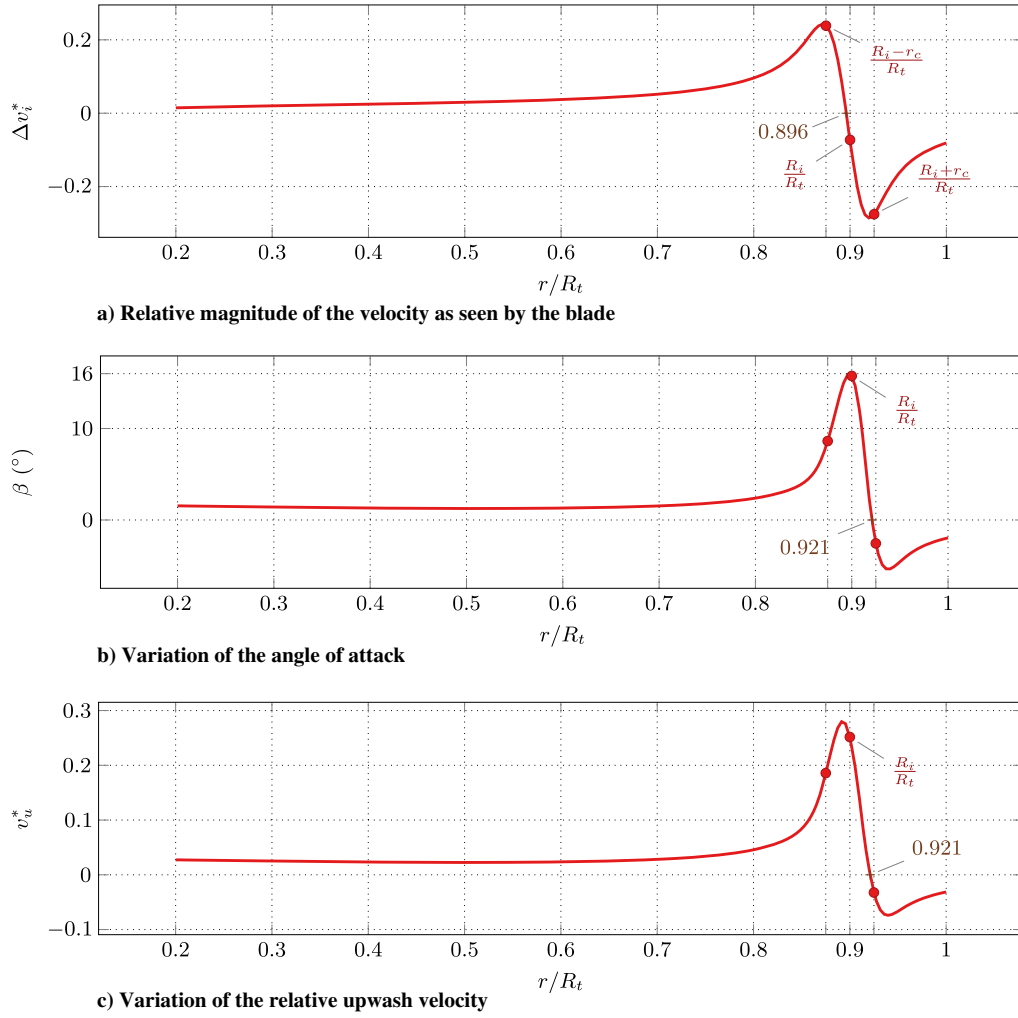 0.2
0
−0.2
Δv_i^*
0.896
(R_i−r_c)/R_t
R_i/R_t
(R_i+r_c)/R_t
0.2 0.3 0.4 0.5 0.6 0.7 0.8 0.9 1
r/R_t
a) Relative magnitude of the velocity as seen by the blade
16
10
0
β (°)
R_i/R_t
0.921
0.2 0.3 0.4 0.5 0.6 0.7 0.8 0.9 1
r/R_t
b) Variation of the angle of attack
0.3
0.2
0.1
0
−0.1
v_u^*
R_i/R_t
0.921
0.2 0.3 0.4 0.5 0.6 0.7 0.8 0.9 1
r/R_t
c) Variation of the relative upwash velocity